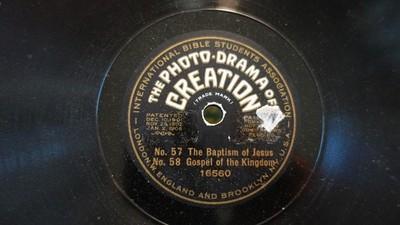 INTERNATIONAL BIBLE STUDENTS ASSOCIATION
THE PHOTO-DRAMA OF
CREATION
(TRADE MARK)
PATENTED
No. 57 The Baptism of Jesus
No. 58 Gospel of the Kingdom
16560
LONDON, W. ENGLAND AND BROOKLYN, N.Y. U.S.A.